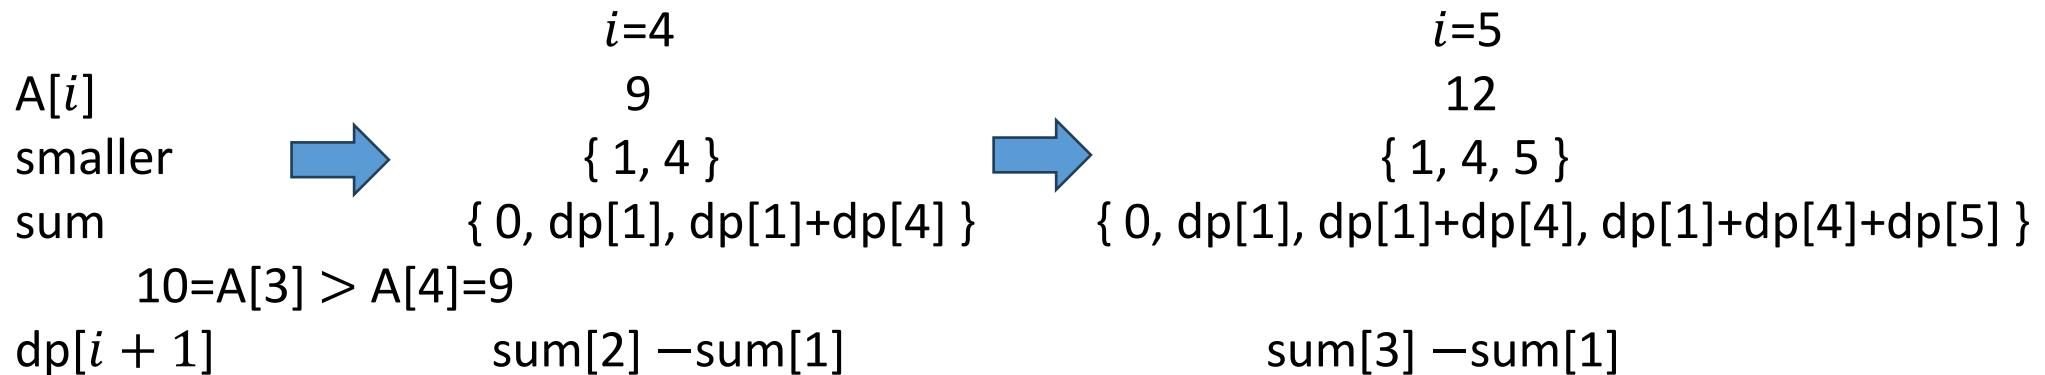 𝑖=4 𝑖=5
A[𝑖] 9 12
smaller { 1, 4 } { 1, 4, 5 }
sum { 0, dp[1], dp[1]+dp[4] } { 0, dp[1], dp[1]+dp[4], dp[1]+dp[4]+dp[5] }
10=A[3] > A[4]=9
dp[𝑖 + 1] sum[2] −sum[1] sum[3] −sum[1]